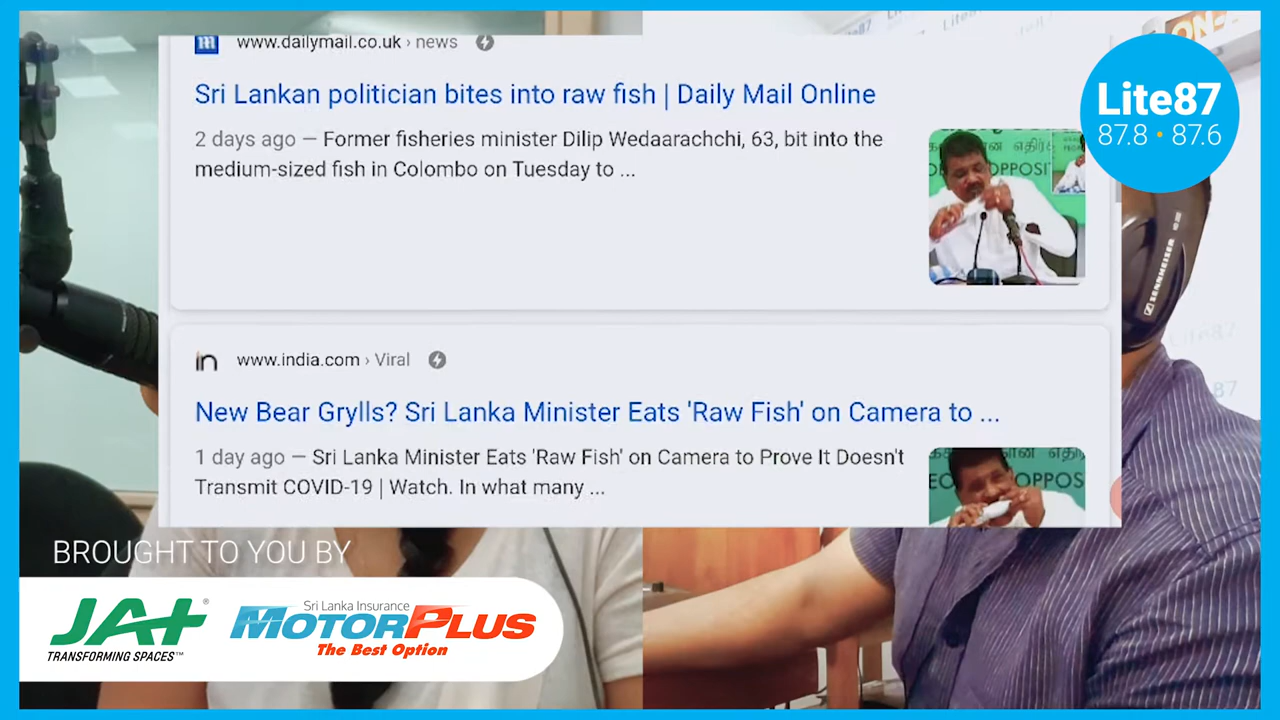 www.dailymail.co.uk › news
Sri Lankan politician bites into raw fish | Daily Mail Online
2 days ago — Former fisheries minister Dilip Wedaarachchi, 63, bit into the
medium-sized fish in Colombo on Tuesday to ...
www.india.com › Viral
New Bear Grylls? Sri Lanka Minister Eats 'Raw Fish' on Camera to ...
1 day ago — Sri Lanka Minister Eats 'Raw Fish' on Camera to Prove It Doesn't
Transmit COVID-19 | Watch. In what many ...
Lite87
87.8 • 87.6
ON-
SENNHEISER
BROUGHT TO YOU BY
JAT
TRANSFORMING SPACES™
Sri Lanka Insurance
MOTORPLUS
The Best Option